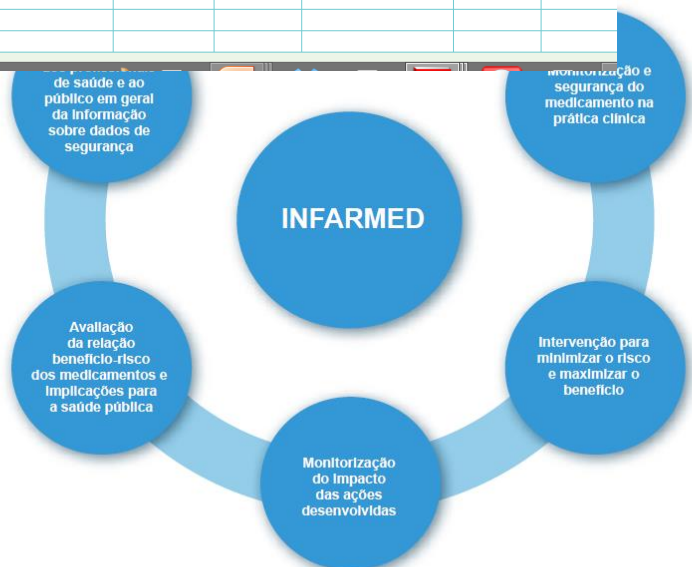 de saúde e ao
público em geral
da informação
sobre dados de
segurança
Monitorização e
segurança do
medicamento na
prática clínica
INFARMED
Avaliação
da relação
benefício-risco
dos medicamentos e
implicações para
a saúde pública
Intervenção para
minimizar o risco
e maximizar o
benefício
Monitorização
do impacto
das ações
desenvolvidas